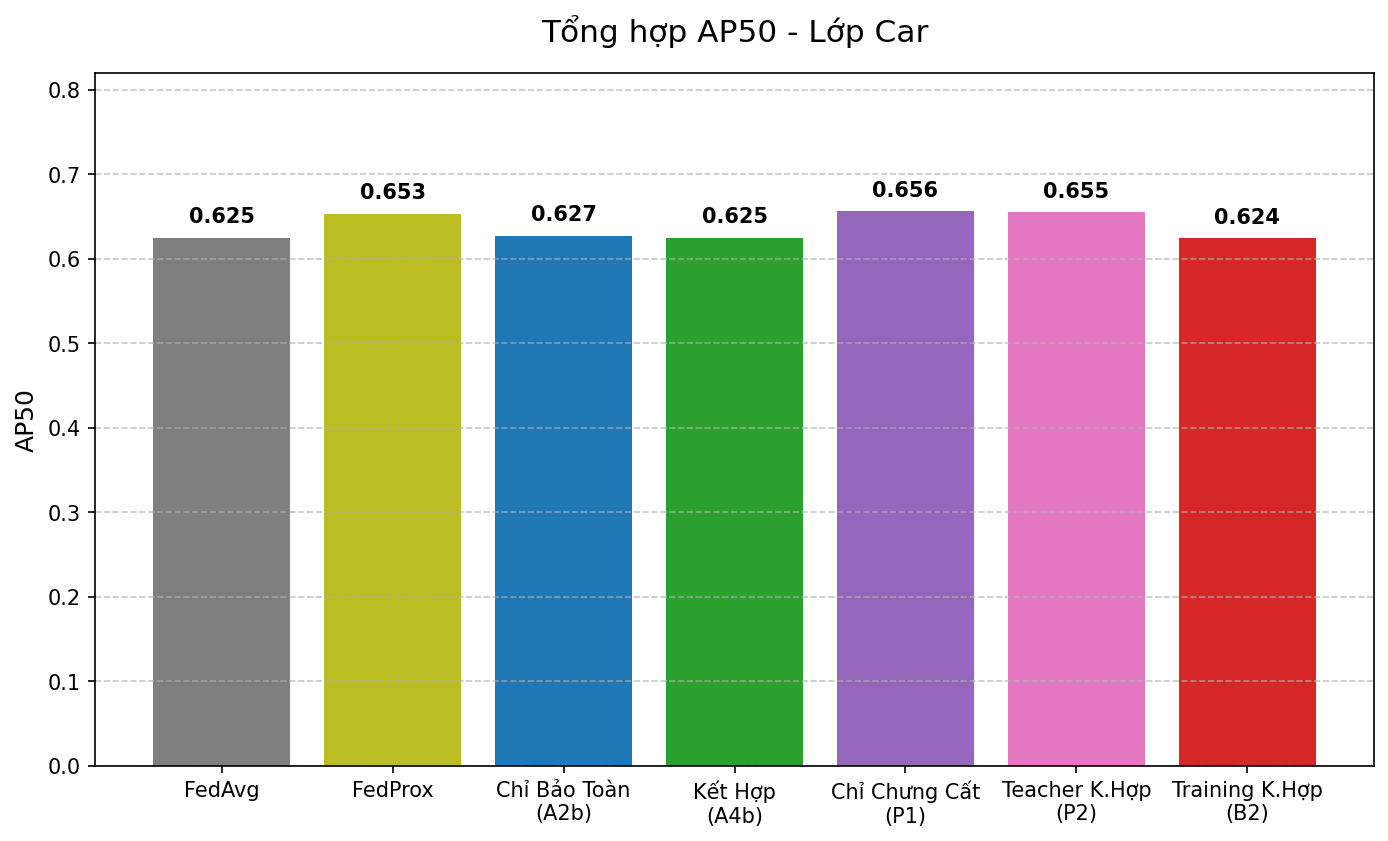 Tổng hợp AP50 - Lớp Car
AP50
0.8
0.7
0.6
0.5
0.4
0.3
0.2
0.1
0.0
0.625
0.653
0.627
0.625
0.656
0.655
0.624
FedAvg
FedProx
Chỉ Bảo Toàn
(A2b)
Kết Hợp
(A4b)
Chỉ Chưng Cất
(P1)
Teacher K.Hợp
(P2)
Training K.Hợp
(B2)